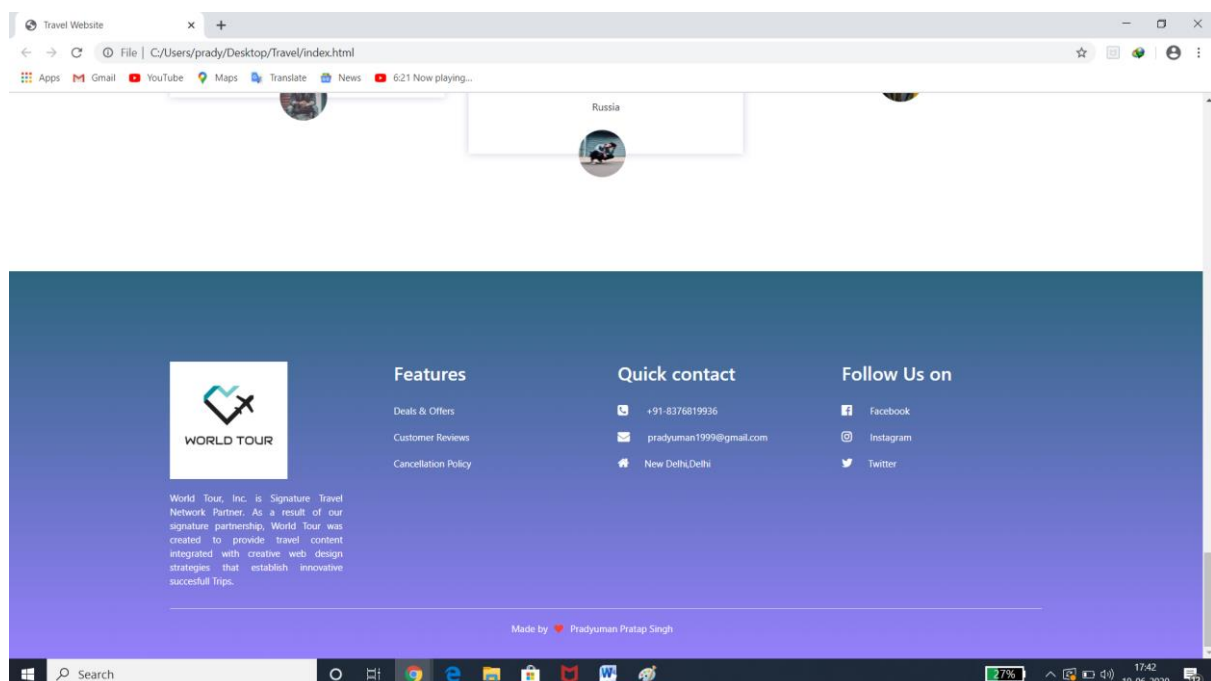 Travel Website
File | C:/Users/prady/Desktop/Travel/index.html
Apps Gmail YouTube Maps Translate News 6:21 Now playing...
Russia
WORLD TOUR
World Tour, Inc. is Signature Travel
Network Partner. As a result of our
signature partnership, World Tour was
created to provide travel content
integrated with creative web design
strategies that establish innovative
succesfull Trips.
Features
Deals & Offers
Customer Reviews
Cancellation Policy
Quick contact
+91-8376819936
pradyuman1999@gmail.com
New Delhi,Delhi
Follow Us on
Facebook
Instagram
Twitter
Made by Pradyuman Pratap Singh
Search
27%
17:42